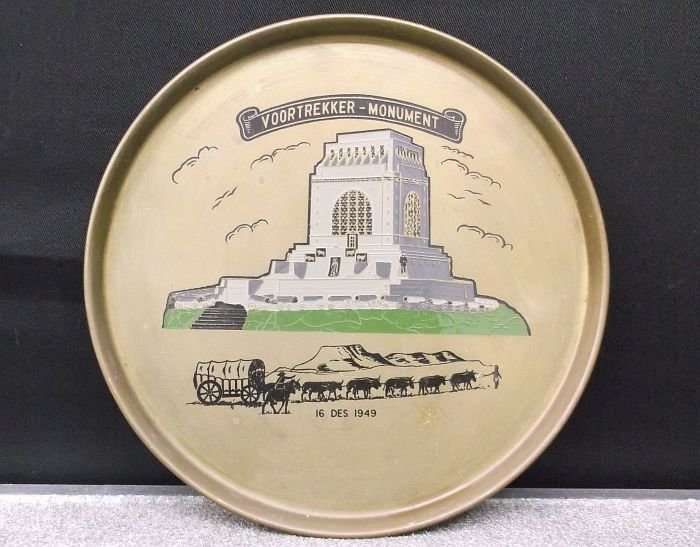 VOORTREKKER - MONUMENT
16 DES 1949